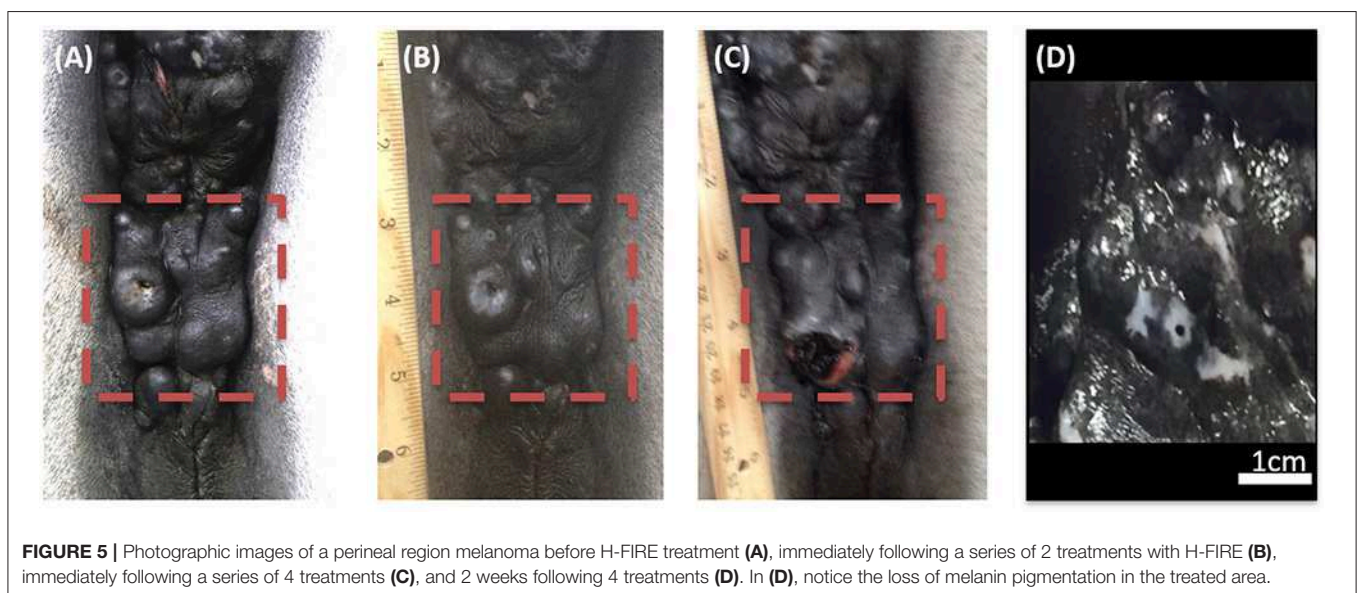 (A)
(B)
(C)
(D)
2
3
4
5
6
1cm
FIGURE 5 | Photographic images of a perineal region melanoma before H-FIRE treatment (A), immediately following a series of 2 treatments with H-FIRE (B),
immediately following a series of 4 treatments (C), and 2 weeks following 4 treatments (D). In (D), notice the loss of melanin pigmentation in the treated area.